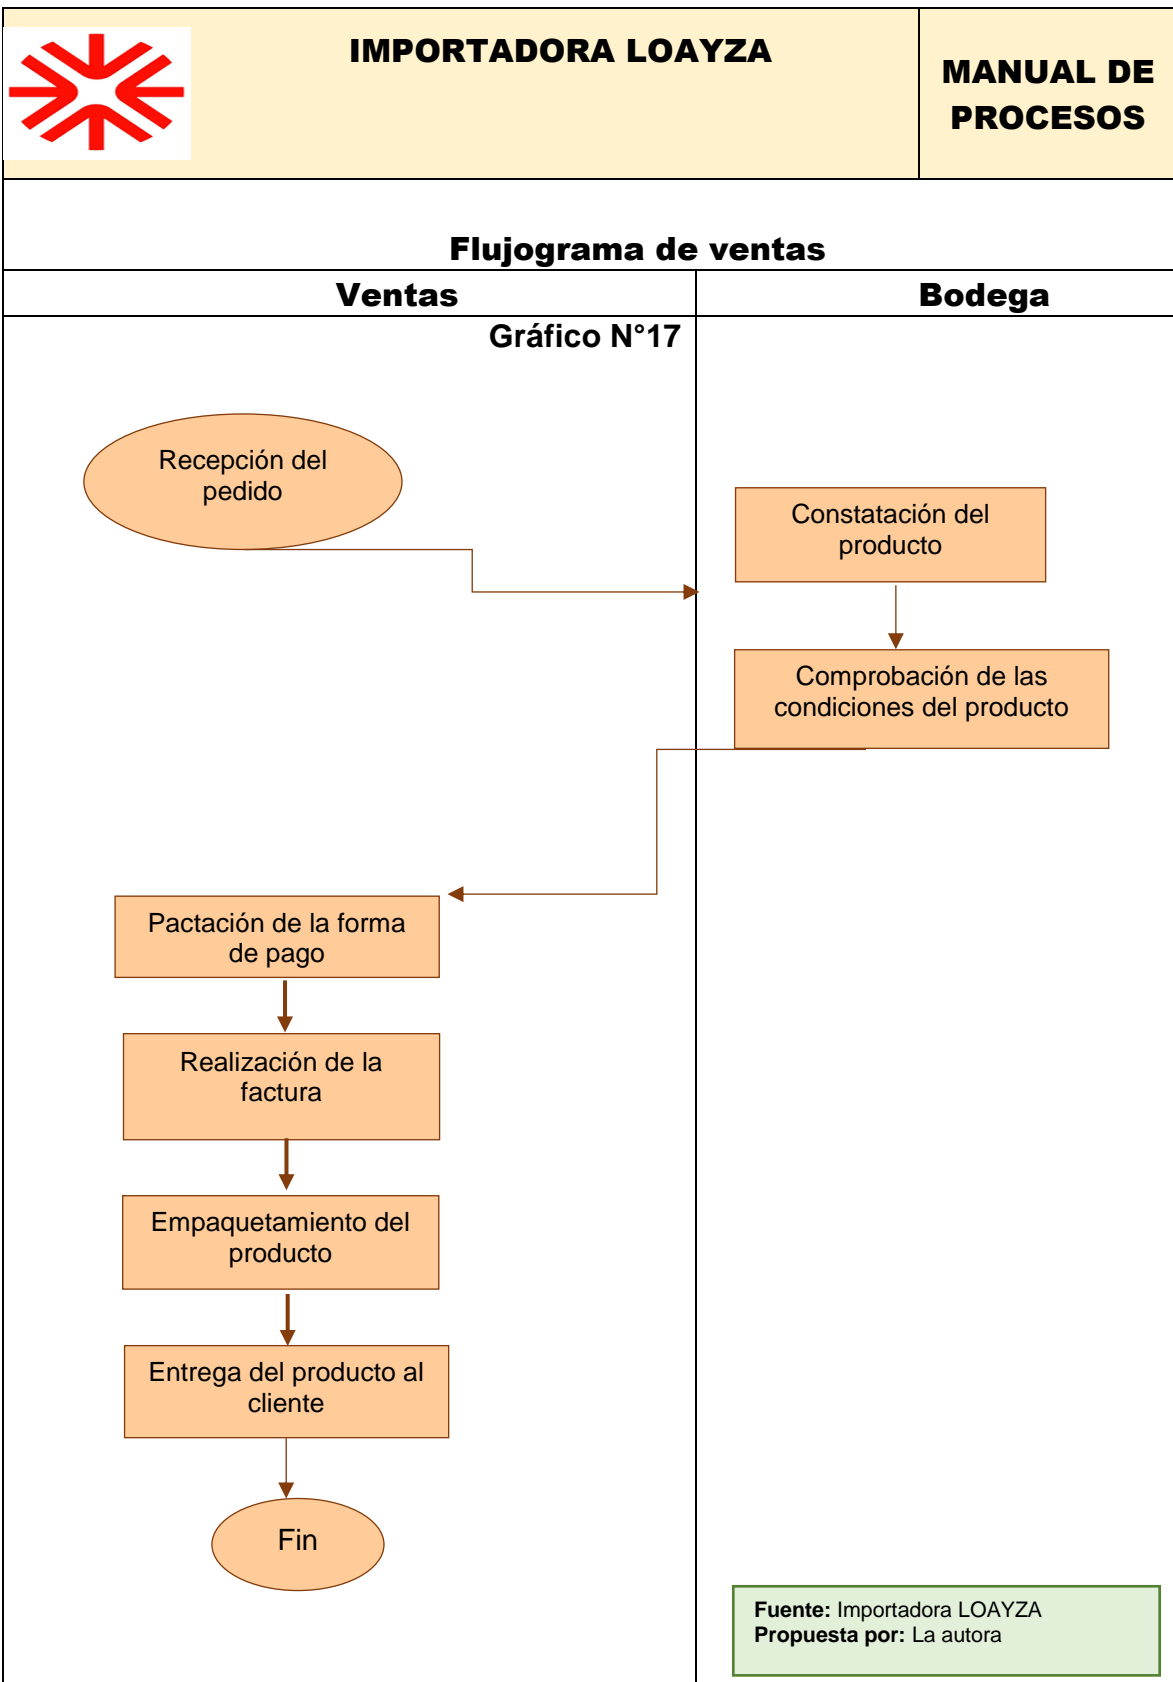 IMPORTADORA LOAYZA
MANUAL DE
PROCESOS
Flujograma de ventas
Ventas
Bodega
Gráfico N°17
Recepción del
pedido
Constatación del
producto
Comprobación de las
condiciones del producto
Pactación de la forma
de pago
Realización de la
factura
Empaquetamiento del
producto
Entrega del producto al
cliente
Fin
Fuente: Importadora LOAYZA
Propuesta por: La autora